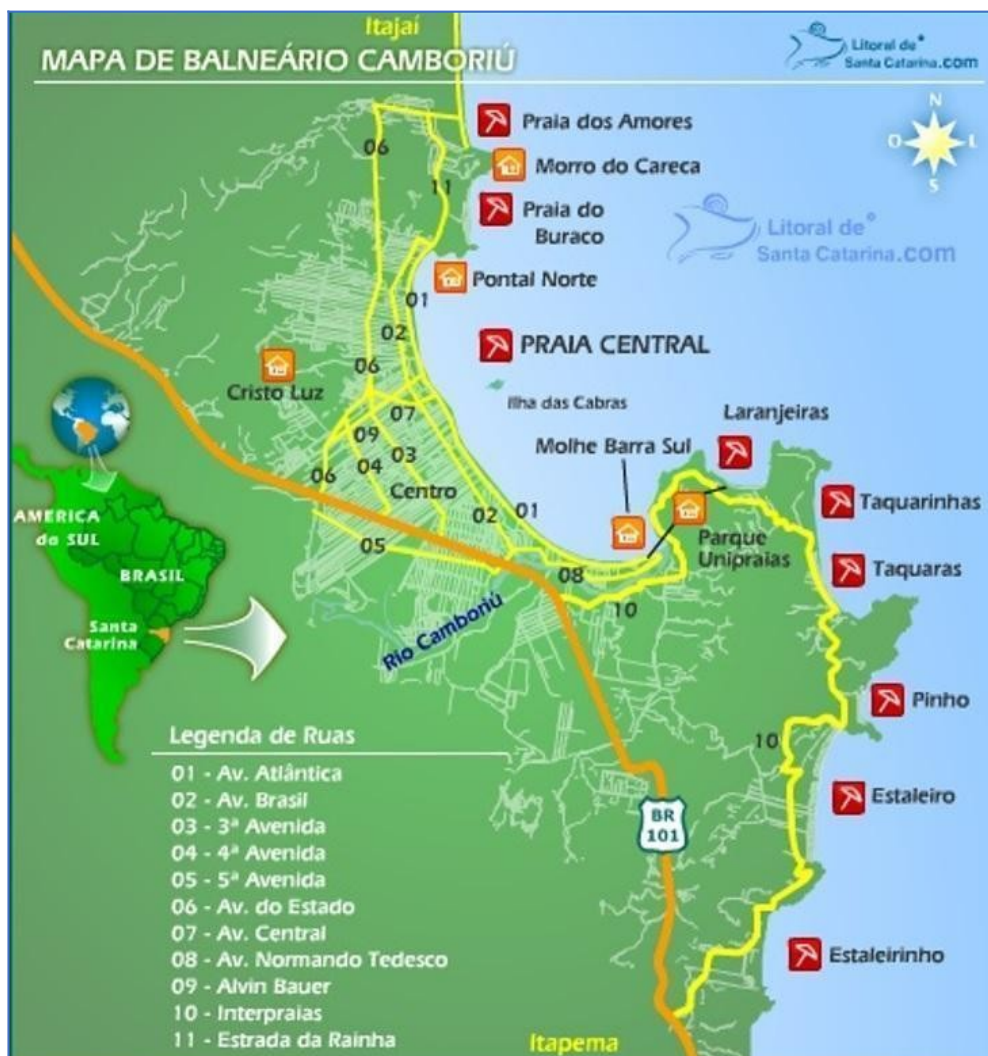 Itajaí
MAPA DE BALNEÁRIO CAMBORIÚ
Litoral de®
Santa Catarina.com
Praia dos Amores
N
O
L
S
06
Morro do Careca
11
Praia do
Buraco
Litoral de®
Santa Catarina.com
Pontal Norte
01
02
PRAIA CENTRAL
06
Cristo Luz
Ilha das Cabras
07
Laranjeiras
09
Molhe Barra Sul
03
04
06
Centro
Taquarinhas
02
01
AMERICA
do SUL
Parque
Unipraias
05
BRASIL
08
Taquaras
10
Rio Camboriú
Santa
Catarina
Pinho
Legenda de Ruas
10
01 - Av. Atlântica
02 - Av. Brasil
Estaleiro
03 - 3ª Avenida
BR
101
04 - 4ª Avenida
05 - 5ª Avenida
06 - Av. do Estado
07 - Av. Central
08 - Av. Normando Tedesco
Estaleirinho
09 - Alvin Bauer
10 - Interpraias
11 - Estrada da Rainha
Itapema